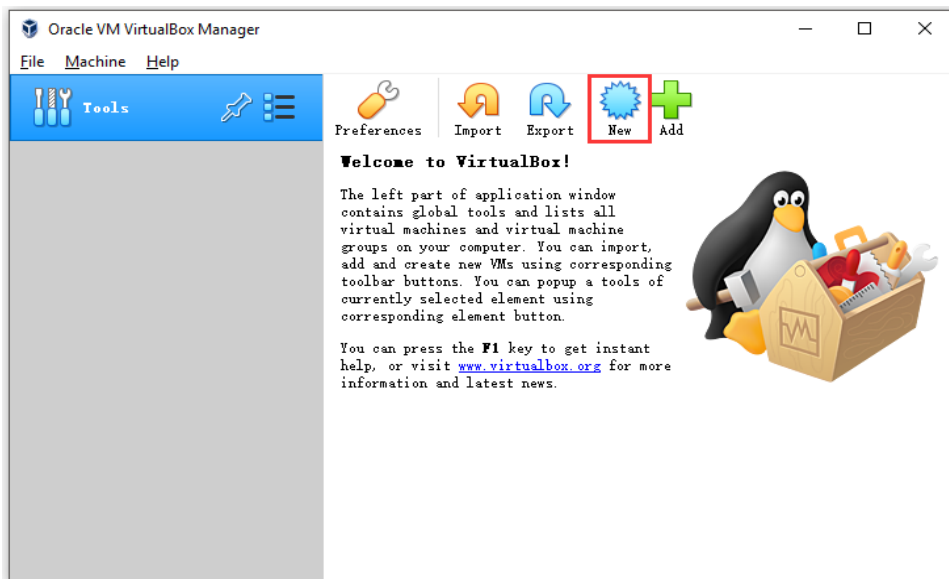 Oracle VM VirtualBox Manager
File Machine Help
Tools
Preferences Import Export New Add
Welcome to VirtualBox!
The left part of application window
contains global tools and lists all
virtual machines and virtual machine
groups on your computer. You can import,
add and create new VMs using corresponding
toolbar buttons. You can popup a tools of
currently selected element using
corresponding element button.
You can press the F1 key to get instant
help, or visit www.virtualbox.org for more
information and latest news.